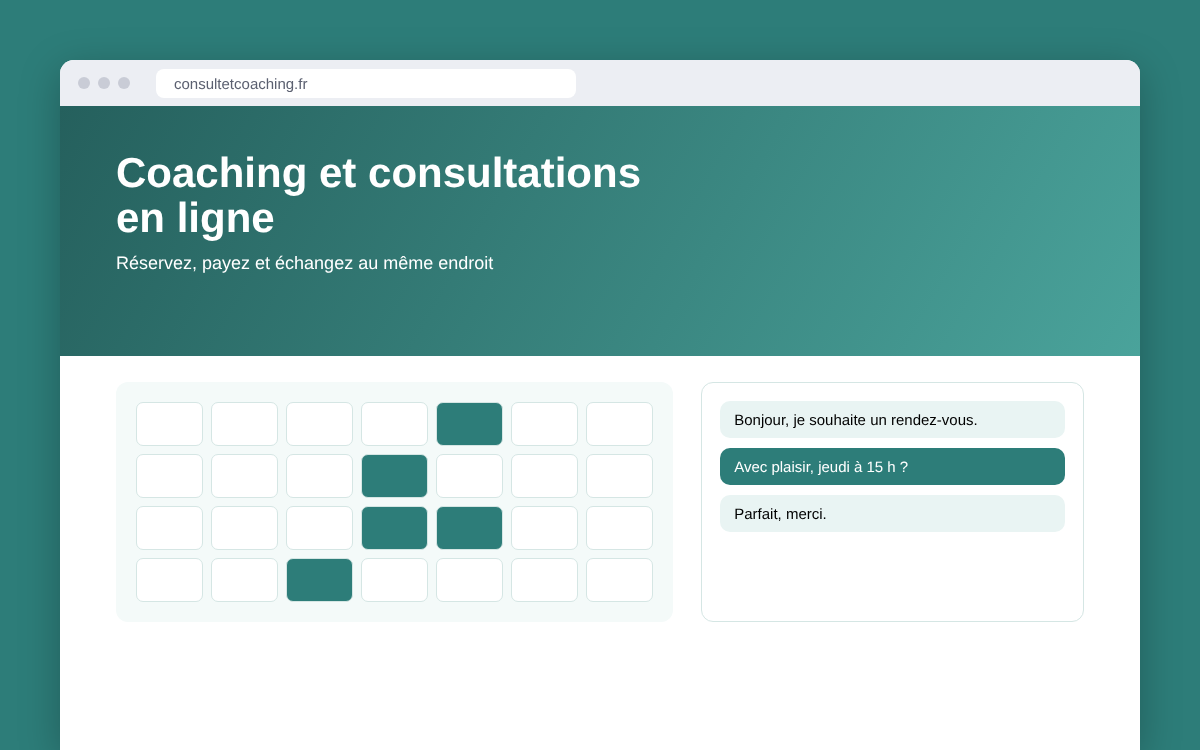 consultetcoaching.fr
Coaching et consultations
en ligne
Réservez, payez et échangez au même endroit
Bonjour, je souhaite un rendez-vous.
Avec plaisir, jeudi à 15 h ?
Parfait, merci.